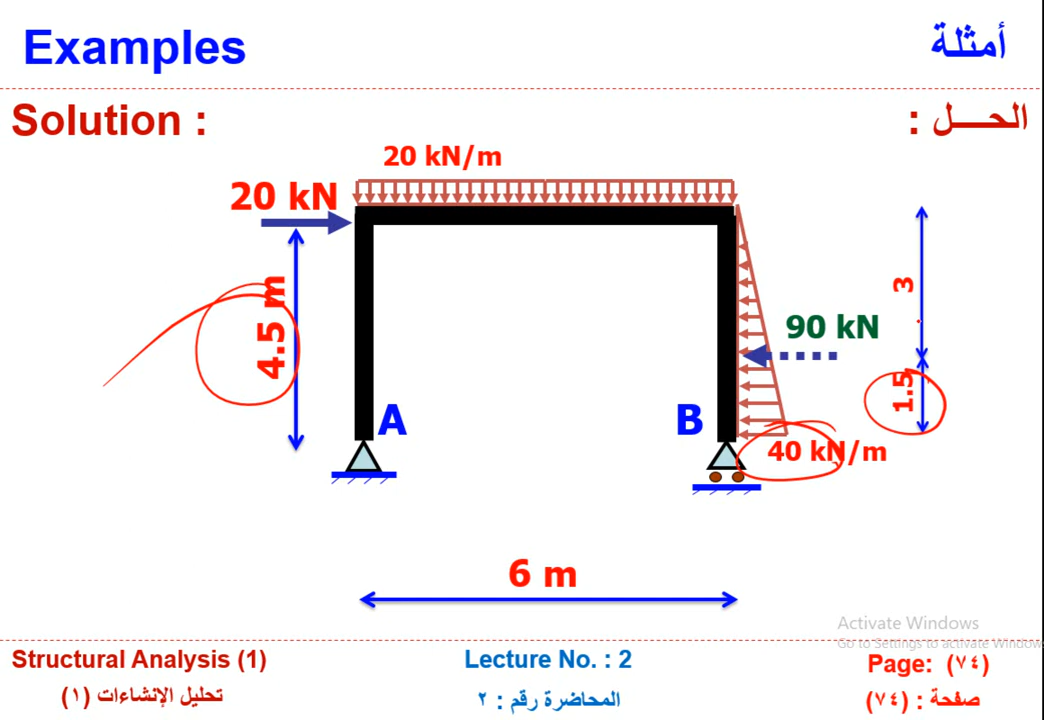 Examples
أمثلة
Solution :
الحـــل :
20 kN/m
20 kN
4.5 m
3
90 kN
1.5
A
B
40 kN/m
6 m
Activate Windows
Go to Settings to activate Windows
Structural Analysis (1)
Lecture No. : 2
Page: (٧٤)
تحليل الإنشاءات (١)
المحاضرة رقم : ٢
صفحة : (٧٤)